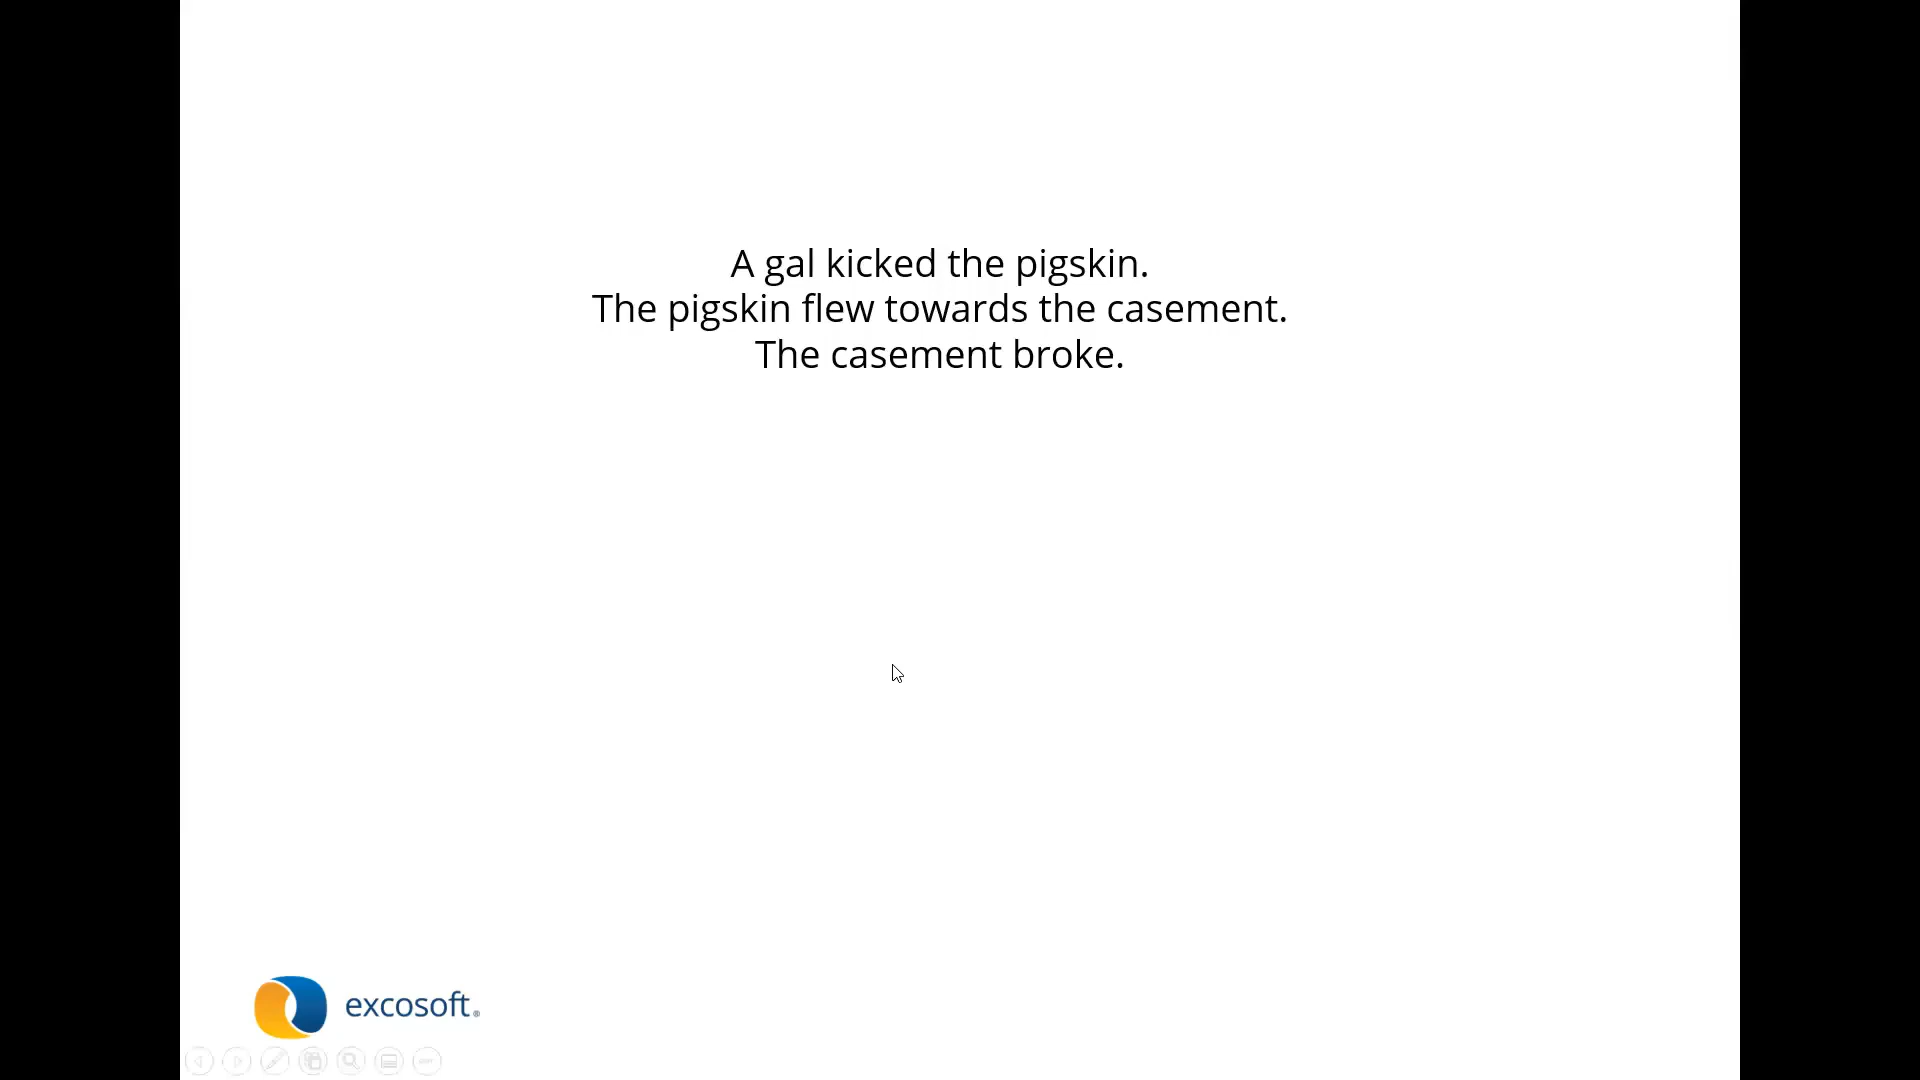 A gal kicked the pigskin.
The pigskin flew towards the casement.
The casement broke.
excosoft®